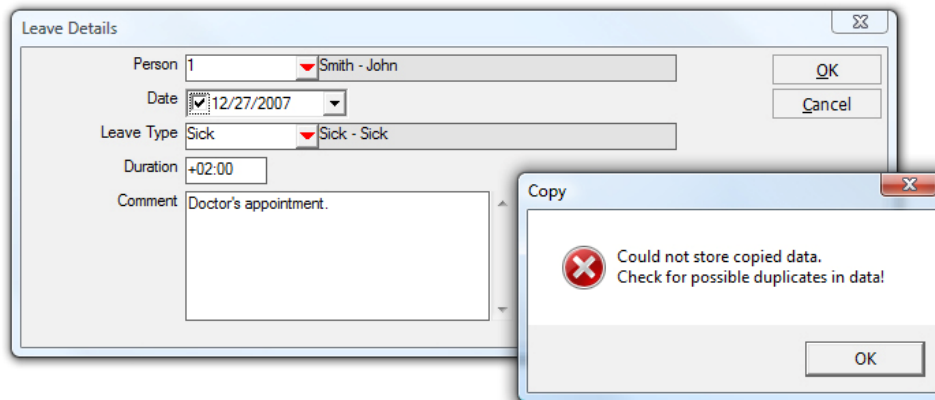 Leave Details
Person 1 Smith - John
OK
Date 12/27/2007
Cancel
Leave Type Sick Sick - Sick
Duration +02:00
Comment Doctor's appointment.
Copy
Could not store copied data.
Check for possible duplicates in data!
OK